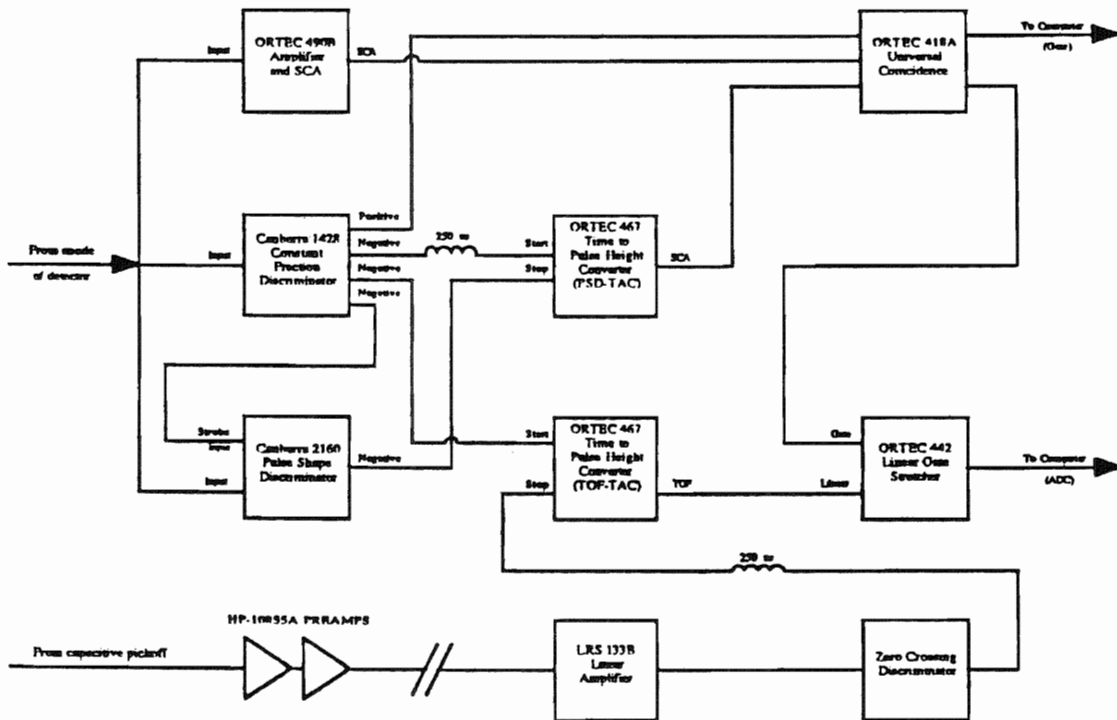 ORTEC 490B
Amplifier
and SCA
Input
SCA
ORTEC 418A
Universal
Coincidence
To Computer
(Gate)
From anode
of detector
Input
Canberra 1428
Constant
Fraction
Discriminator
Positive
Negative
Negative
Negative
250 ns
Start
Stop
ORTEC 467
Time to
Pulse Height
Converter
(PSD-TAC)
SCA
Strobe
Input
Input
Canberra 2160
Pulse Shape
Discriminator
Negative
Start
Stop
ORTEC 467
Time to
Pulse Height
Converter
(TOF-TAC)
TOF
Gate
Linear
ORTEC 442
Linear Gate
Stretcher
To Computer
(ADC)
250 ns
HP-10855A PREAMPS
From capacitive pickoff
LRS 133B
Linear
Amplifier
Zero Crossing
Discriminator